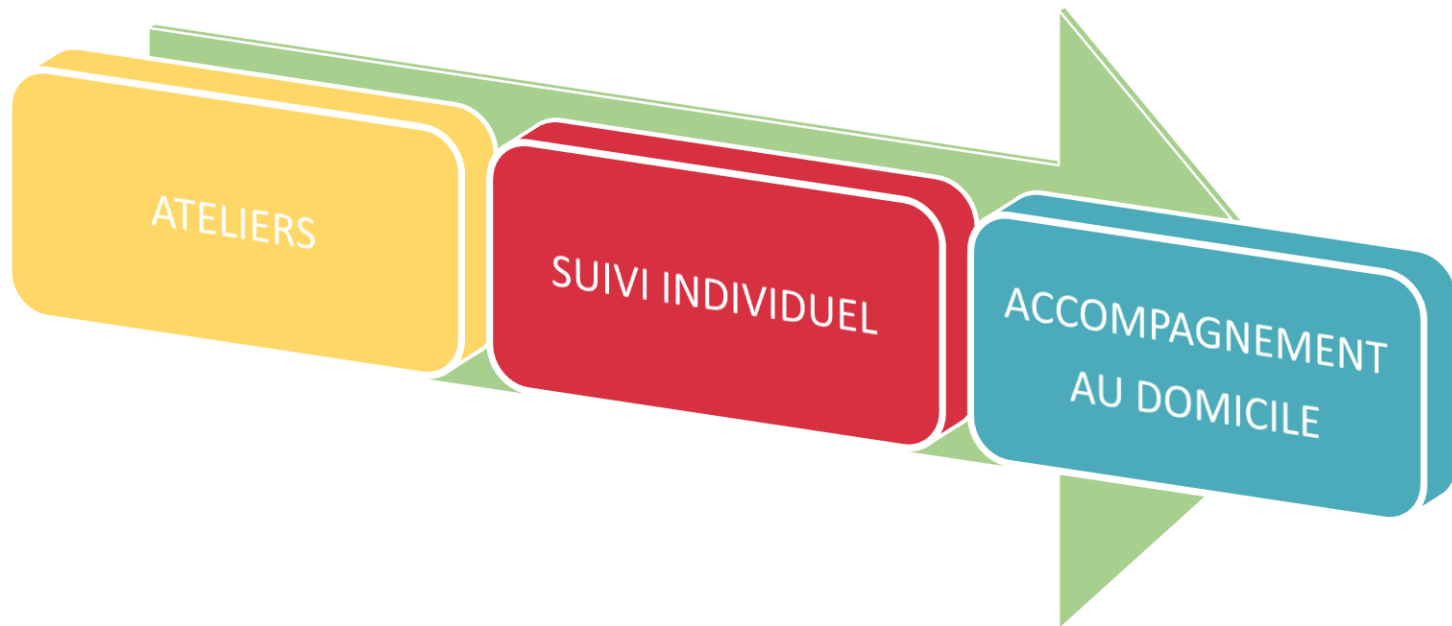 ATELIERS
SUIVI INDIVIDUEL
ACCOMPAGNEMENT
AU DOMICILE